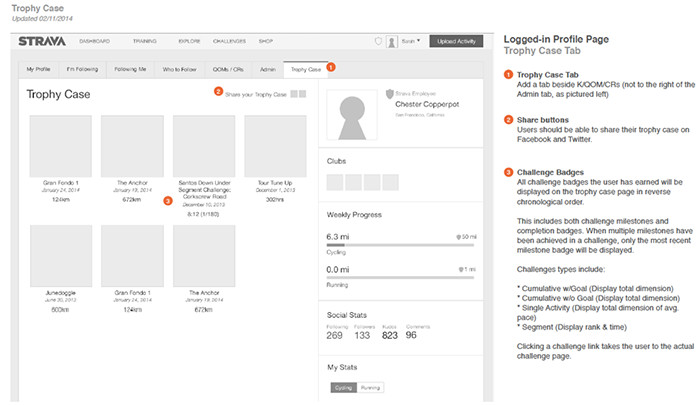 Trophy Case
Updated 02/11/2014
STRAVA DASHBOARD TRAINING EXPLORE CHALLENGES SHOP Upload Activity
My Profile I'm Following Following Me Who to Follow QOMs / CRs Admin Trophy Case 1
Trophy Case
2 Share your Trophy Case
Gran Fondo 1
January 24, 2014
124km
The Anchor
January 19, 2014
672km
Santos Down Under
Segment Challenge:
Corkscrew Road
December 10, 2013
3 8:12 (1/180)
Tour Tune Up
December 1, 2013
302hrs
Junedoggle
June 30, 2013
600km
Gran Fondo 1
January 24, 2014
124km
The Anchor
January 19, 2014
672km
Strava Employee
Chester Copperpot
San Francisco, California
Clubs
Weekly Progress
6.3 mi 50 mi
Cycling
0.0 mi 1 mi
Running
Social Stats
Following Followers Kudos Comments
269 133 823 96
My Stats
Cycling Running
Logged-in Profile Page
Trophy Case Tab
1 Trophy Case Tab
Add a tab beside K/QOM/CRs (not to the right of the
Admin tab, as pictured left)
2 Share buttons
Users should be able to share their trophy case on
Facebook and Twitter.
3 Challenge Badges
All challenge badges the user has earned will be
displayed on the trophy case page in reverse
chronological order.
This includes both challenge milestones and
completion badges. When multiple milestones have
been achieved in a challenge, only the most recent
milestone badge will be displayed.
Challenges types include:
* Cumulative w/Goal (Display total dimension)
* Cumulative w/o Goal (Display total dimension)
* Single Activity (Display total dimension of avg.
pace)
* Segment (Display rank & time)
Clicking a challenge link takes the user to the actual
challenge page.